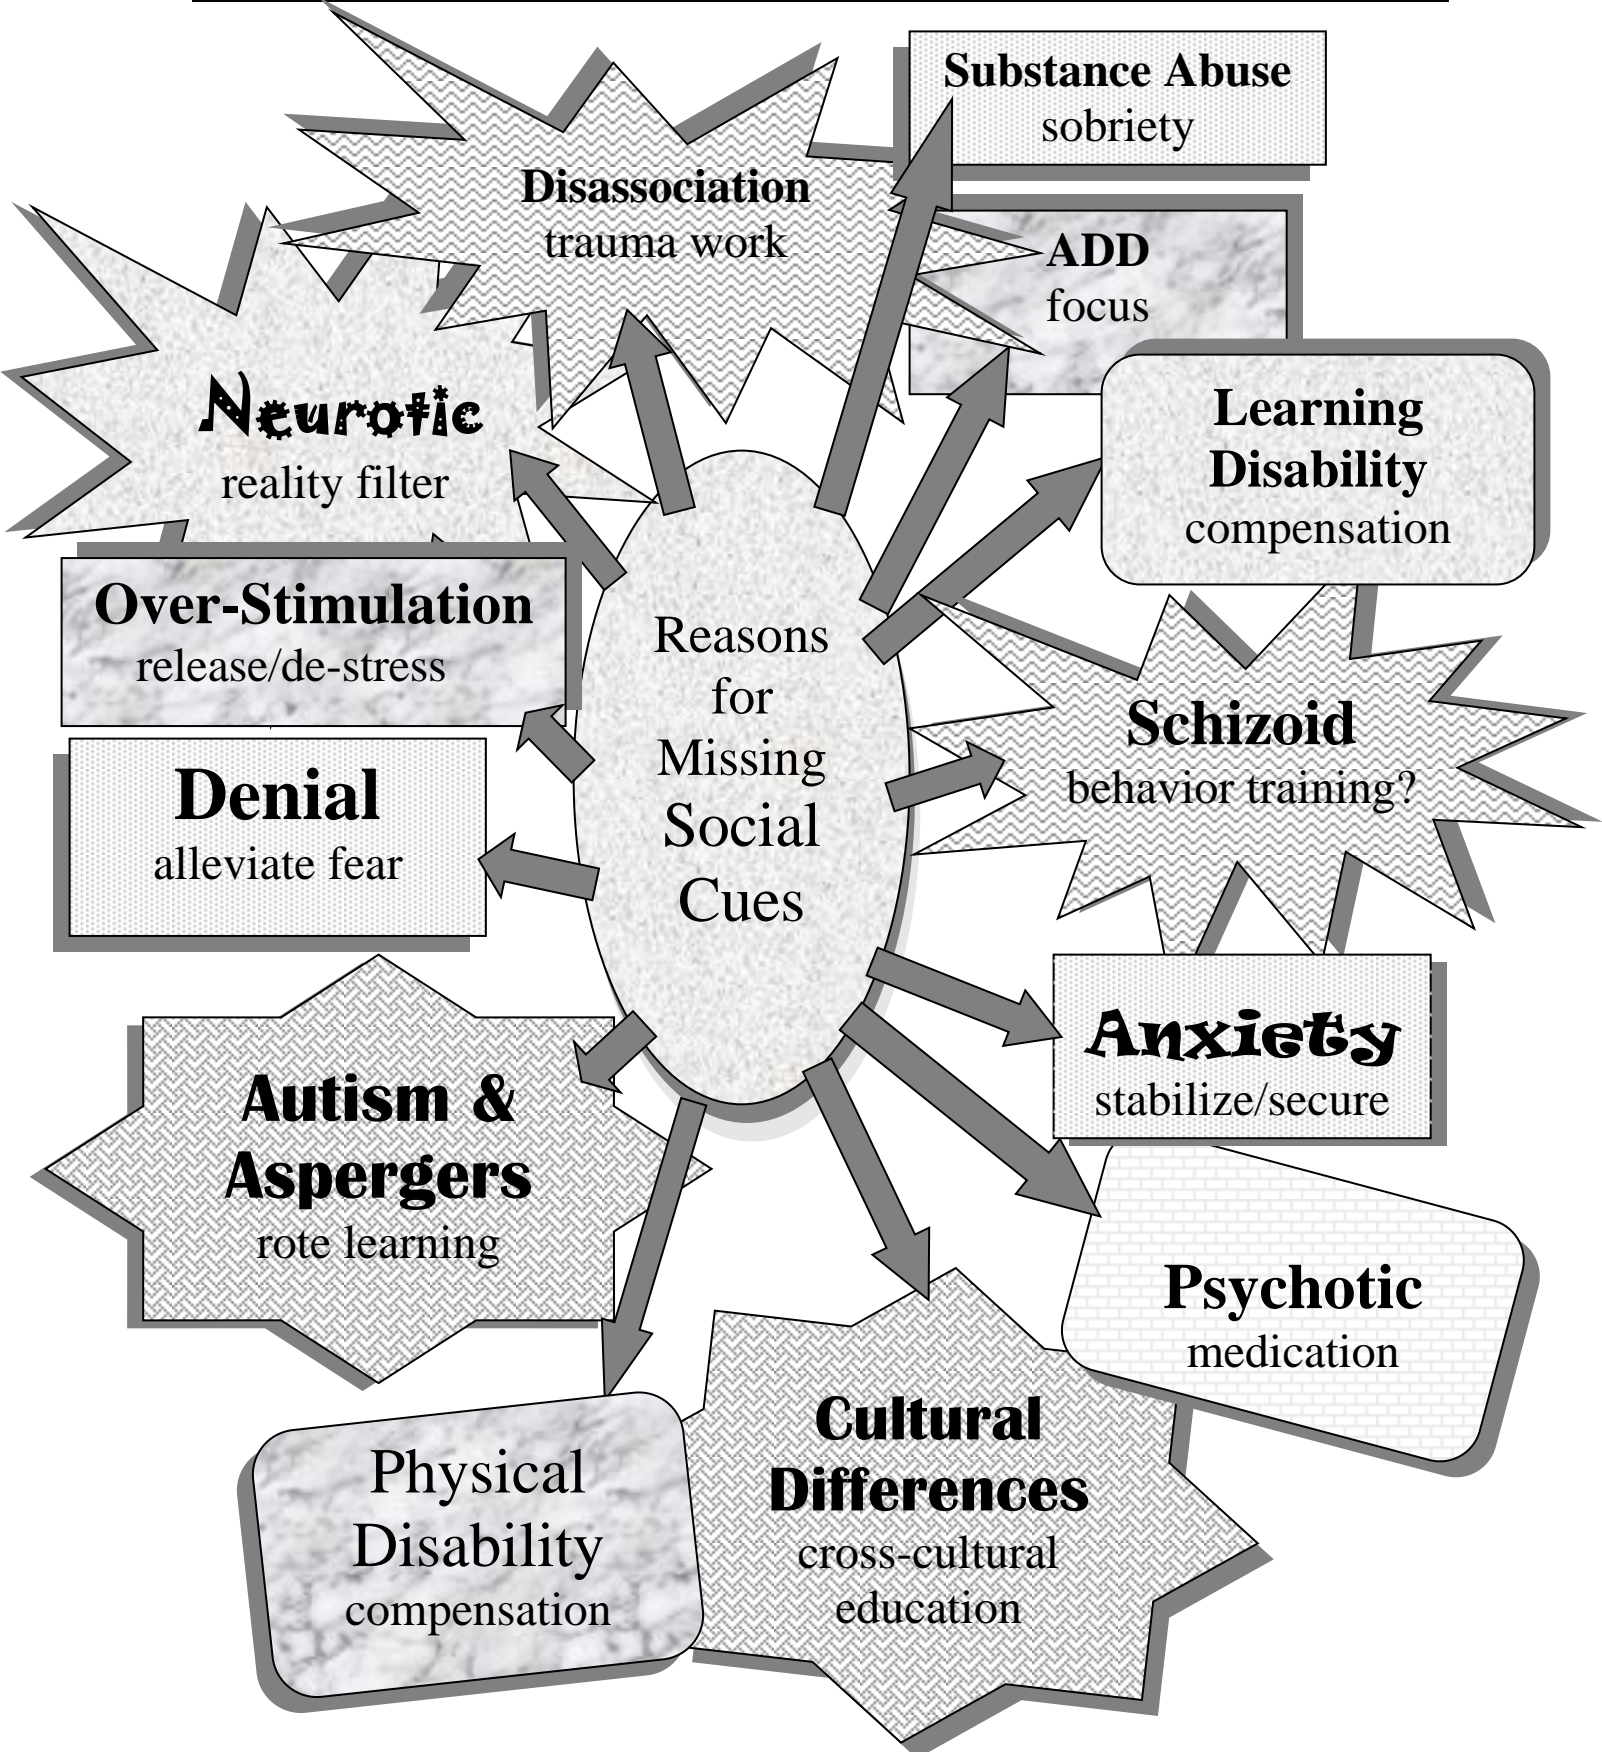 Substance Abuse
sobriety
Disassociation
trauma work
ADD
focus
Neurotic
reality filter
Learning
Disability
compensation
Over-Stimulation
release/de-stress
Reasons
for
Missing
Social
Cues
Schizoid
behavior training?
Denial
alleviate fear
Anxiety
stabilize/secure
Autism &
Aspergers
rote learning
Psychotic
medication
Cultural
Differences
cross-cultural
education
Physical
Disability
compensation